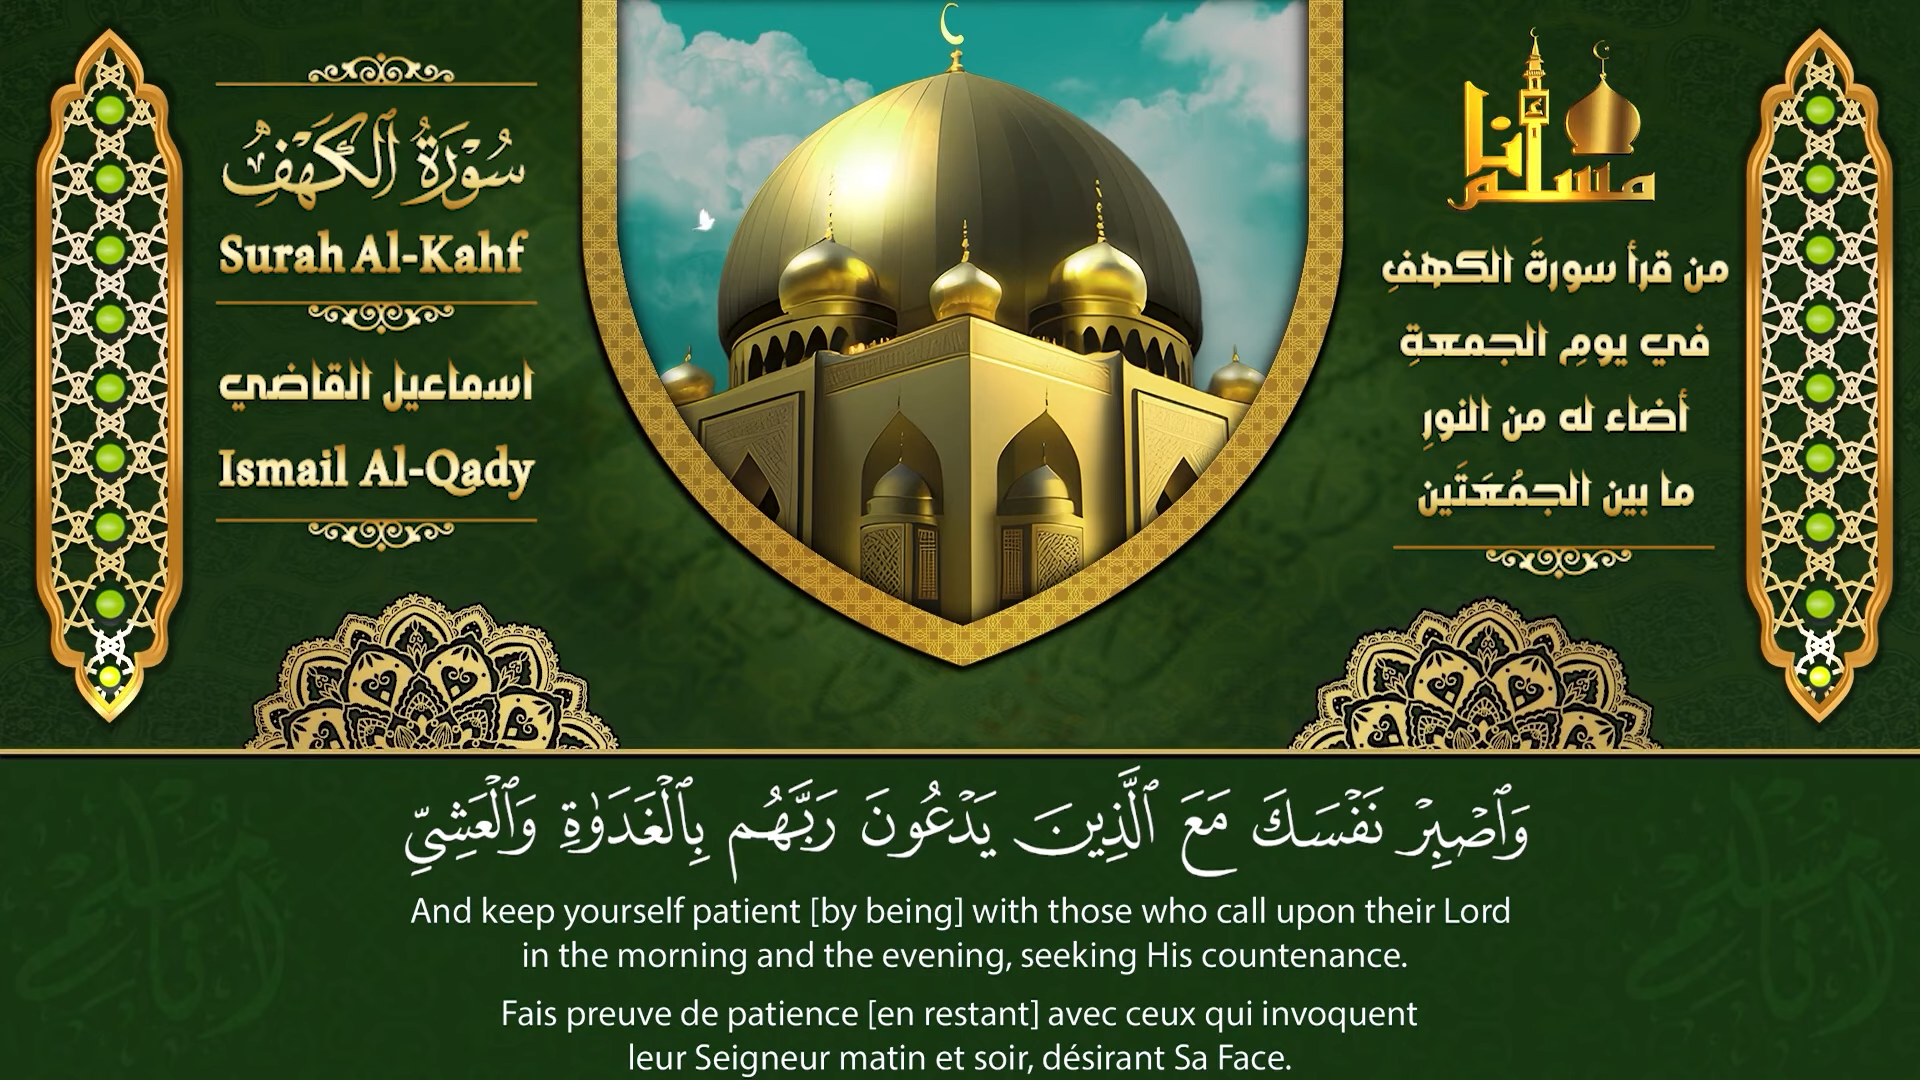 سُورَةُ ٱلْكَهْفِ
Surah Al-Kahf
اسماعيل القاضي
Ismail Al-Qady
انا
مسلم
من قرأ سورةَ الكهفِ
في يومِ الجمعةِ
أضاء له من النورِ
ما بين الجمُعَتَين
وَٱصْبِرْ نَفْسَكَ مَعَ ٱلَّذِينَ يَدْعُونَ رَبَّهُم بِٱلْغَدَوٰةِ وَٱلْعَشِىِّ
And keep yourself patient [by being] with those who call upon their Lord
in the morning and the evening, seeking His countenance.
Fais preuve de patience [en restant] avec ceux qui invoquent
leur Seigneur matin et soir, désirant Sa Face.